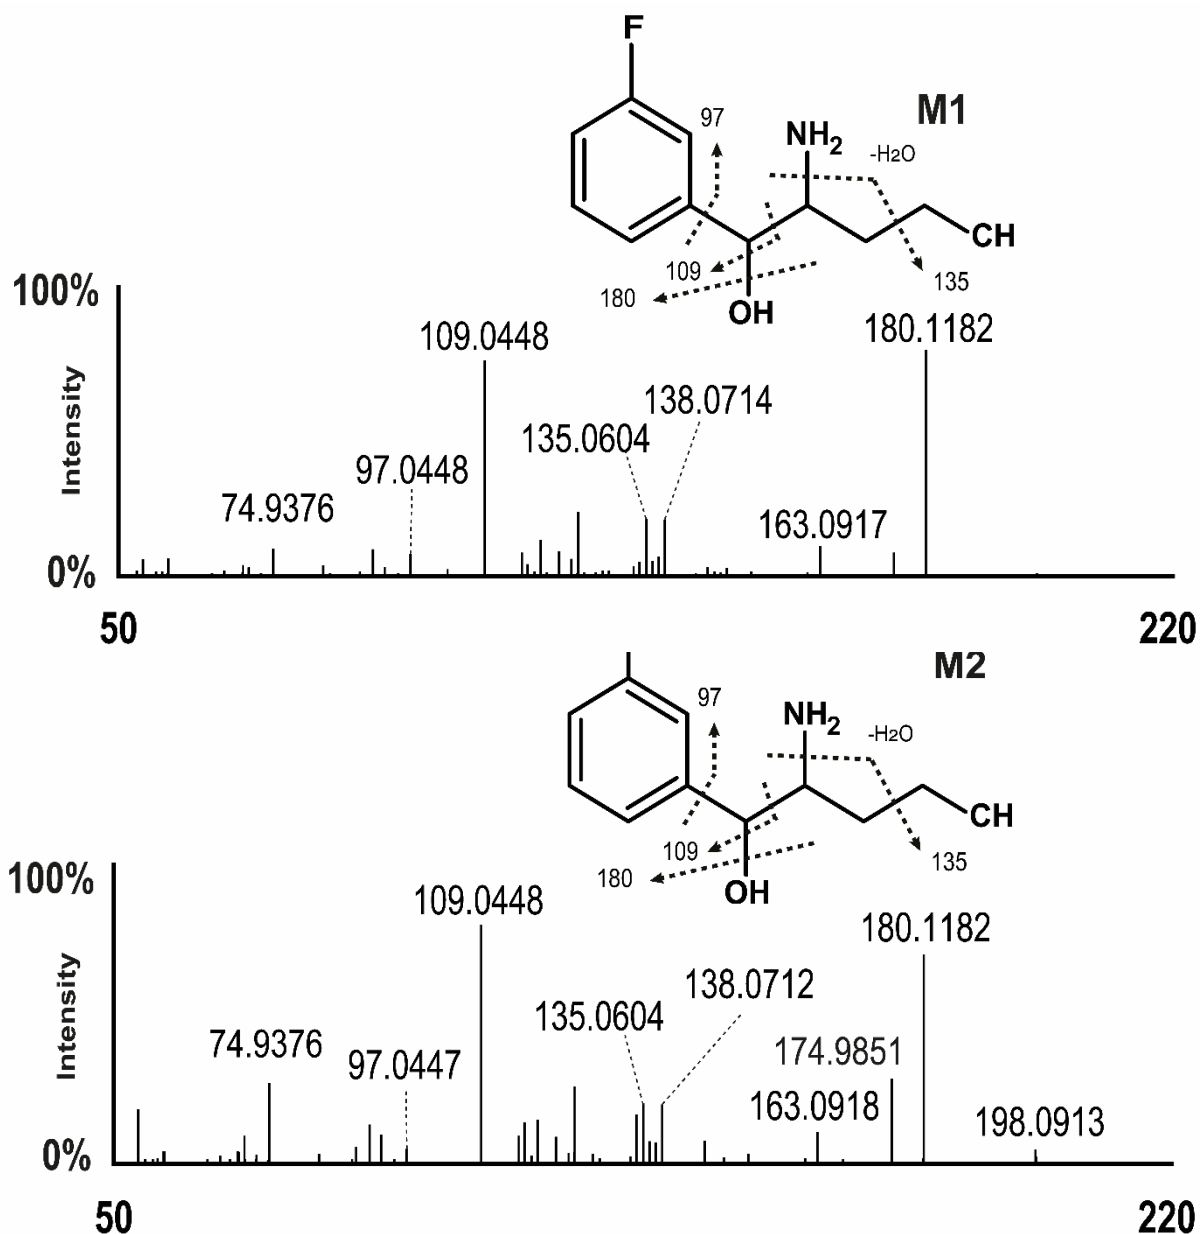 F
97
NH2
M1
-H2O
CH
109
180
135
OH
100%
180.1182
109.0448
138.0714
135.0604
Intensity
97.0448
74.9376
163.0917
0%
50
220
M2
97
NH2
-H2O
CH
109
180
135
OH
100%
109.0448
180.1182
138.0712
135.0604
Intensity
74.9376
97.0447
174.9851
163.0918
198.0913
0%
50
220